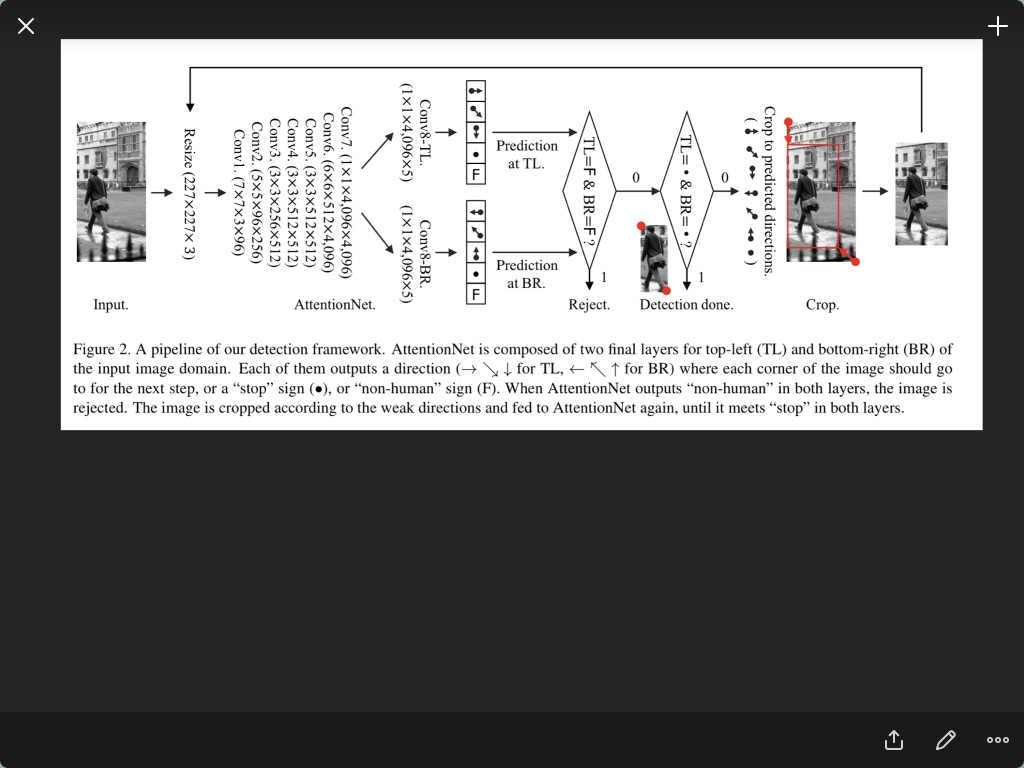 Input.
Resize (227×227×3)
Conv1. (7×7×3×96)
Conv2. (5×5×96×256)
Conv3. (3×3×256×512)
Conv4. (3×3×512×512)
Conv5. (3×3×512×512)
Conv6. (6×6×512×4,096)
Conv7. (1×1×4,096×4,096)
AttentionNet.
Conv8-TL.
(1×1×4,096×5)
Conv8-BR.
(1×1×4,096×5)
F
F
Prediction
at TL.
Prediction
at BR.
TL=F & BR=F ?
0
1
Reject.
TL= • & BR= • ?
0
1
Detection done.
Crop to predicted directions.
( → ↘ ↓ ← ↖ ↑ • )
Crop.
Figure 2. A pipeline of our detection framework. AttentionNet is composed of two final layers for top-left (TL) and bottom-right (BR) of
the input image domain. Each of them outputs a direction (→ ↘ ↓ for TL, ← ↖ ↑ for BR) where each corner of the image should go
to for the next step, or a “stop” sign (•), or “non-human” sign (F). When AttentionNet outputs “non-human” in both layers, the image is
rejected. The image is cropped according to the weak directions and fed to AttentionNet again, until it meets “stop” in both layers.